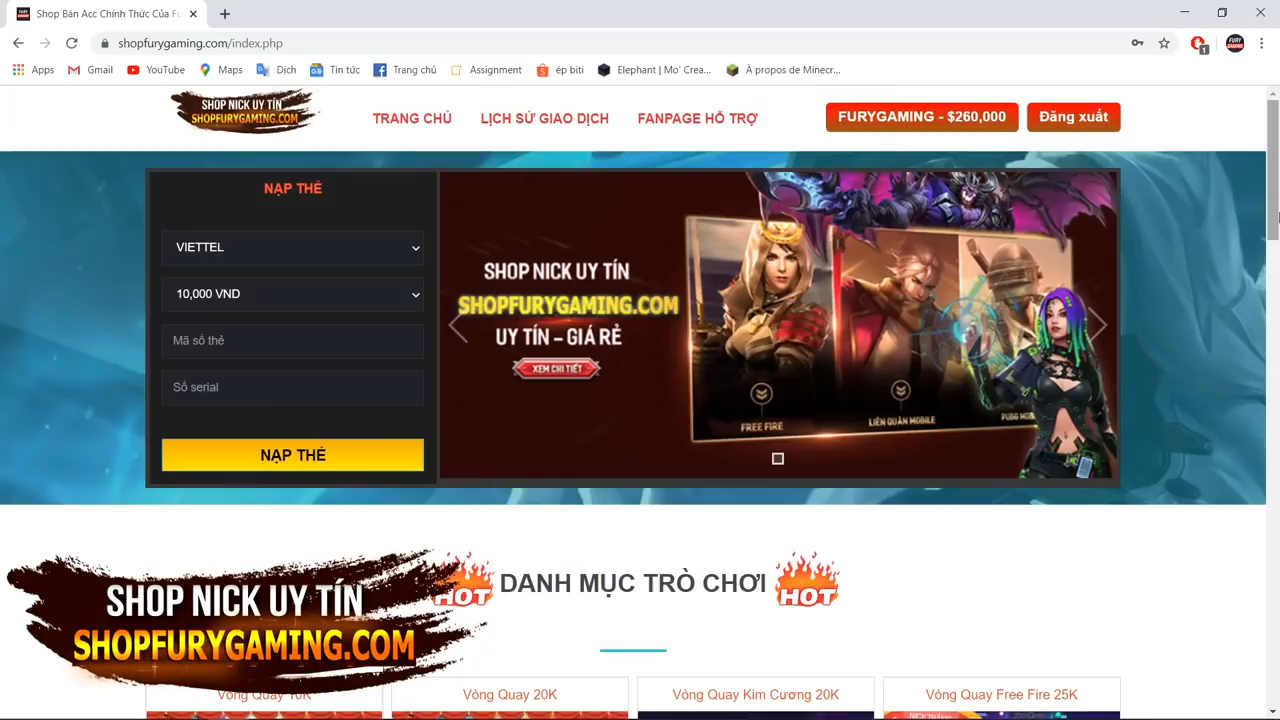 Shop Bán Acc Chính Thức Của Fu
shopfurygaming.com/index.php
Apps
Gmail
YouTube
Maps
Dịch
Tin tức
Trang chủ
Assignment
ép biti
Elephant | Mo' Crea...
À propos de Minecr...
SHOP NICK UY TÍN
SHOPFURYGAMING.COM
TRANG CHỦ
LỊCH SỬ GIAO DỊCH
FANPAGE HỖ TRỢ
FURYGAMING - $260,000
Đăng xuất
NẠP THẺ
VIETTEL
10,000 VND
Mã số thẻ
Số serial
NẠP THẺ
SHOP NICK UY TÍN
SHOPFURYGAMING.COM
UY TÍN – GIÁ RẺ
XEM CHI TIẾT
FREE FIRE
LIÊN QUÂN MOBILE
PUBG MOBILE
HOT DANH MỤC TRÒ CHƠI HOT
SHOP NICK UY TÍN
SHOPFURYGAMING.COM
Vòng Quay 10K
Vòng Quay 20K
Vòng Quay Kim Cương 20K
Vòng Quay Free Fire 25K